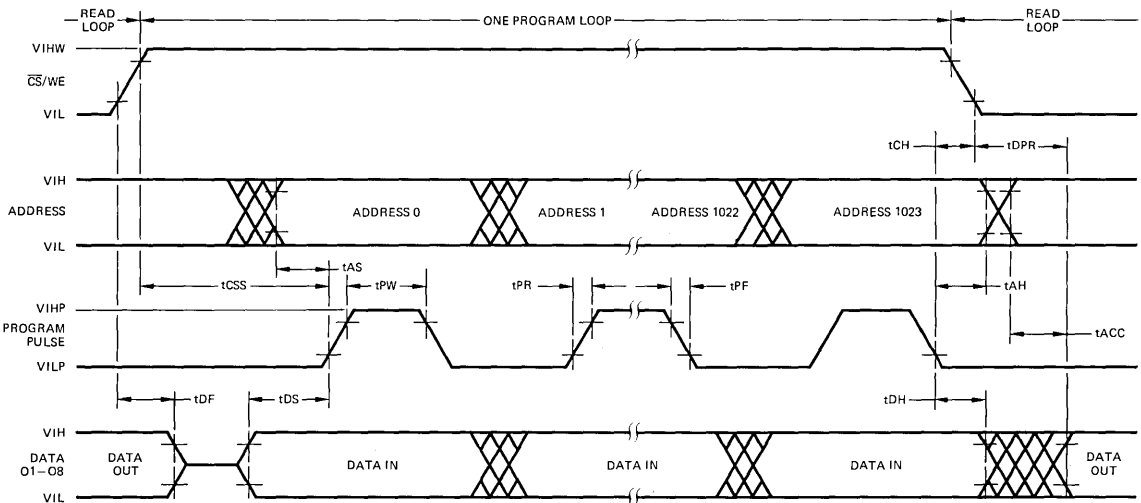 READ
LOOP
ONE PROGRAM LOOP
READ
LOOP
VIHW
CS/WE
VIL
tCH
tDPR
VIH
ADDRESS
VIL
ADDRESS 0
ADDRESS 1
ADDRESS 1022
ADDRESS 1023
tAS
tCSS
tPW
tPR
tPF
tAH
VIHP
PROGRAM
PULSE
VILP
tACC
tDF
tDS
tDH
VIH
DATA
O1–O8
VIL
DATA
OUT
DATA IN
DATA IN
DATA IN
DATA
OUT